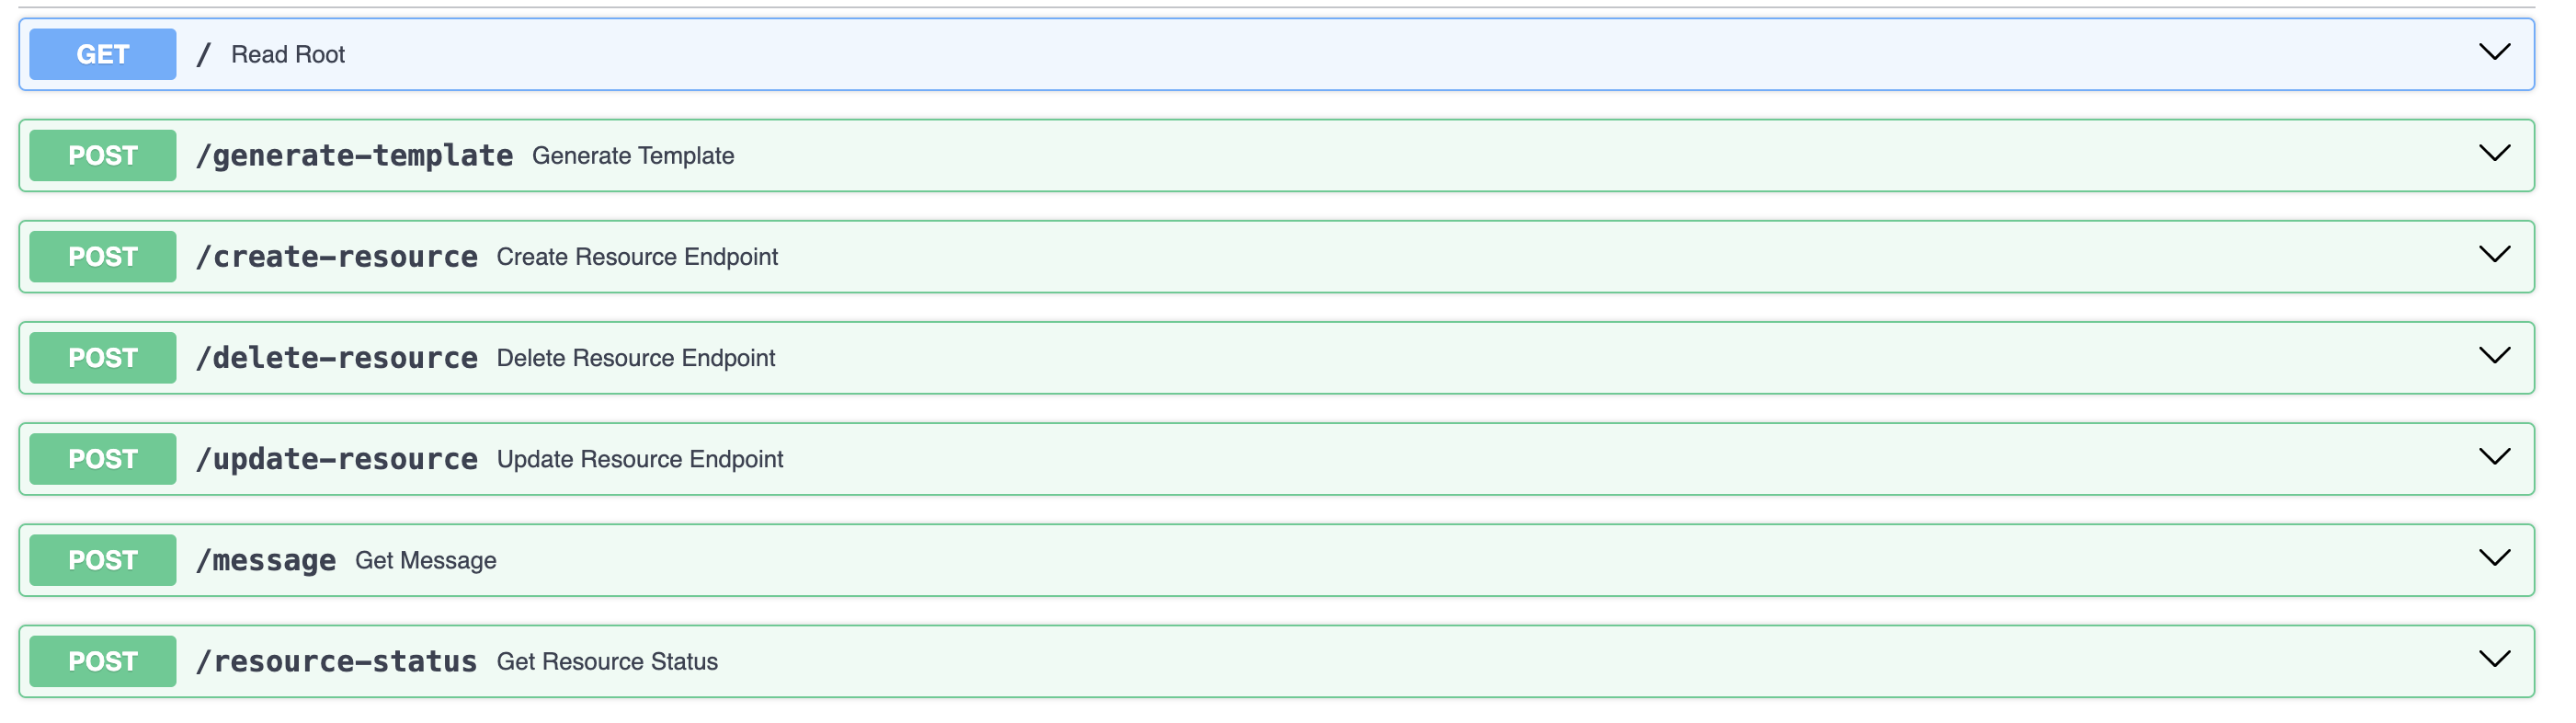 GET / Read Root
POST /generate-template Generate Template
POST /create-resource Create Resource Endpoint
POST /delete-resource Delete Resource Endpoint
POST /update-resource Update Resource Endpoint
POST /message Get Message
POST /resource-status Get Resource Status